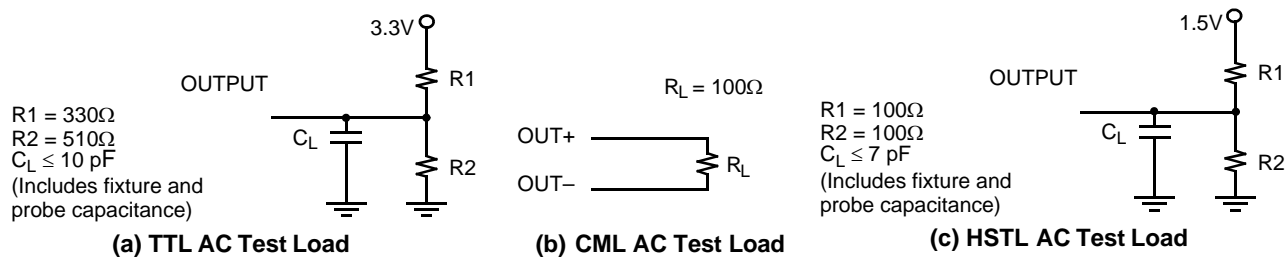 3.3V
R1
OUTPUT
R1 = 330Ω
R2 = 510Ω
C_L ≤ 10 pF
(Includes fixture and
probe capacitance)
C_L
R2
(a) TTL AC Test Load
R_L = 100Ω
OUT+
OUT–
R_L
(b) CML AC Test Load
1.5V
R1
OUTPUT
R1 = 100Ω
R2 = 100Ω
C_L ≤ 7 pF
(Includes fixture and
probe capacitance)
C_L
R2
(c) HSTL AC Test Load